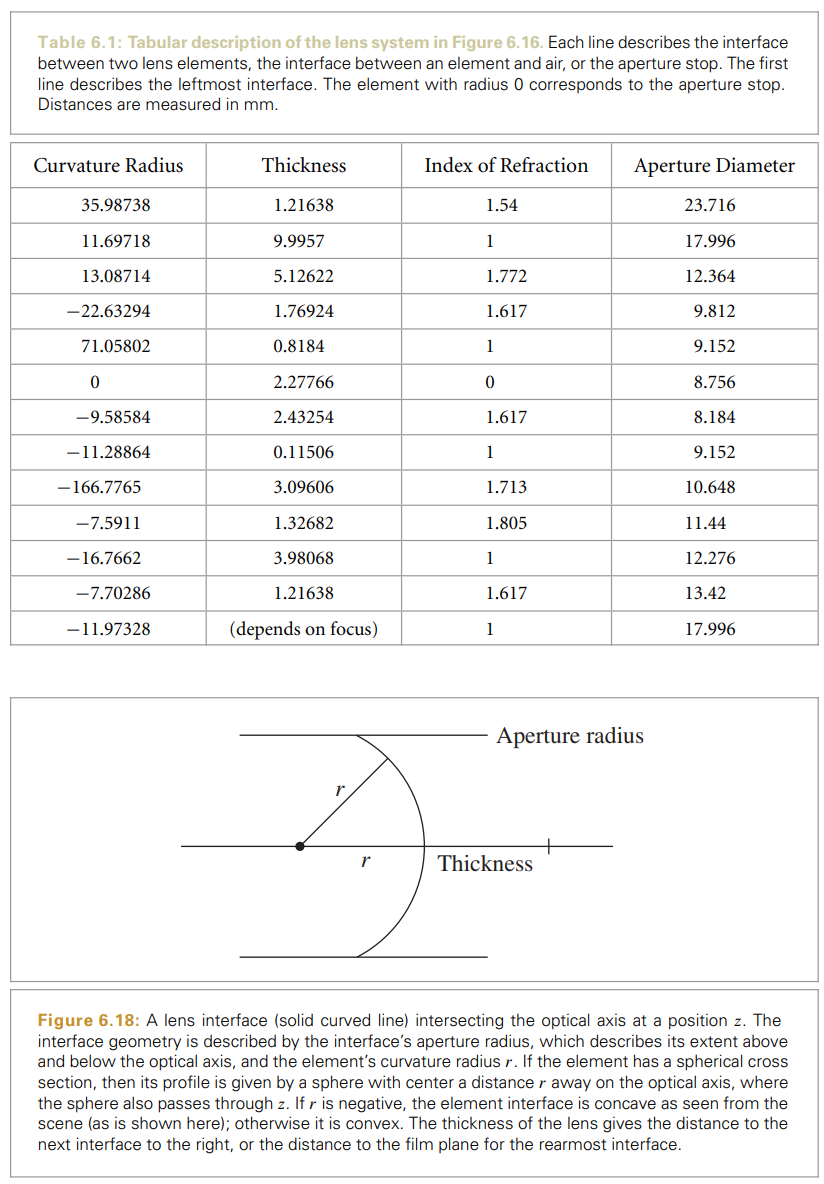 Table 6.1: Tabular description of the lens system in Figure 6.16. Each line describes the interface
between two lens elements, the interface between an element and air, or the aperture stop. The first
line describes the leftmost interface. The element with radius 0 corresponds to the aperture stop.
Distances are measured in mm.
Curvature Radius Thickness Index of Refraction Aperture Diameter
35.98738 1.21638 1.54 23.716
11.69718 9.9957 1 17.996
13.08714 5.12622 1.772 12.364
−22.63294 1.76924 1.617 9.812
71.05802 0.8184 1 9.152
0 2.27766 0 8.756
−9.58584 2.43254 1.617 8.184
−11.28864 0.11506 1 9.152
−166.7765 3.09606 1.713 10.648
−7.5911 1.32682 1.805 11.44
−16.7662 3.98068 1 12.276
−7.70286 1.21638 1.617 13.42
−11.97328 (depends on focus) 1 17.996
Aperture radius
r
r
Thickness
Figure 6.18: A lens interface (solid curved line) intersecting the optical axis at a position z. The
interface geometry is described by the interface's aperture radius, which describes its extent above
and below the optical axis, and the element's curvature radius r. If the element has a spherical cross
section, then its profile is given by a sphere with center a distance r away on the optical axis, where
the sphere also passes through z. If r is negative, the element interface is concave as seen from the
scene (as is shown here); otherwise it is convex. The thickness of the lens gives the distance to the
next interface to the right, or the distance to the film plane for the rearmost interface.